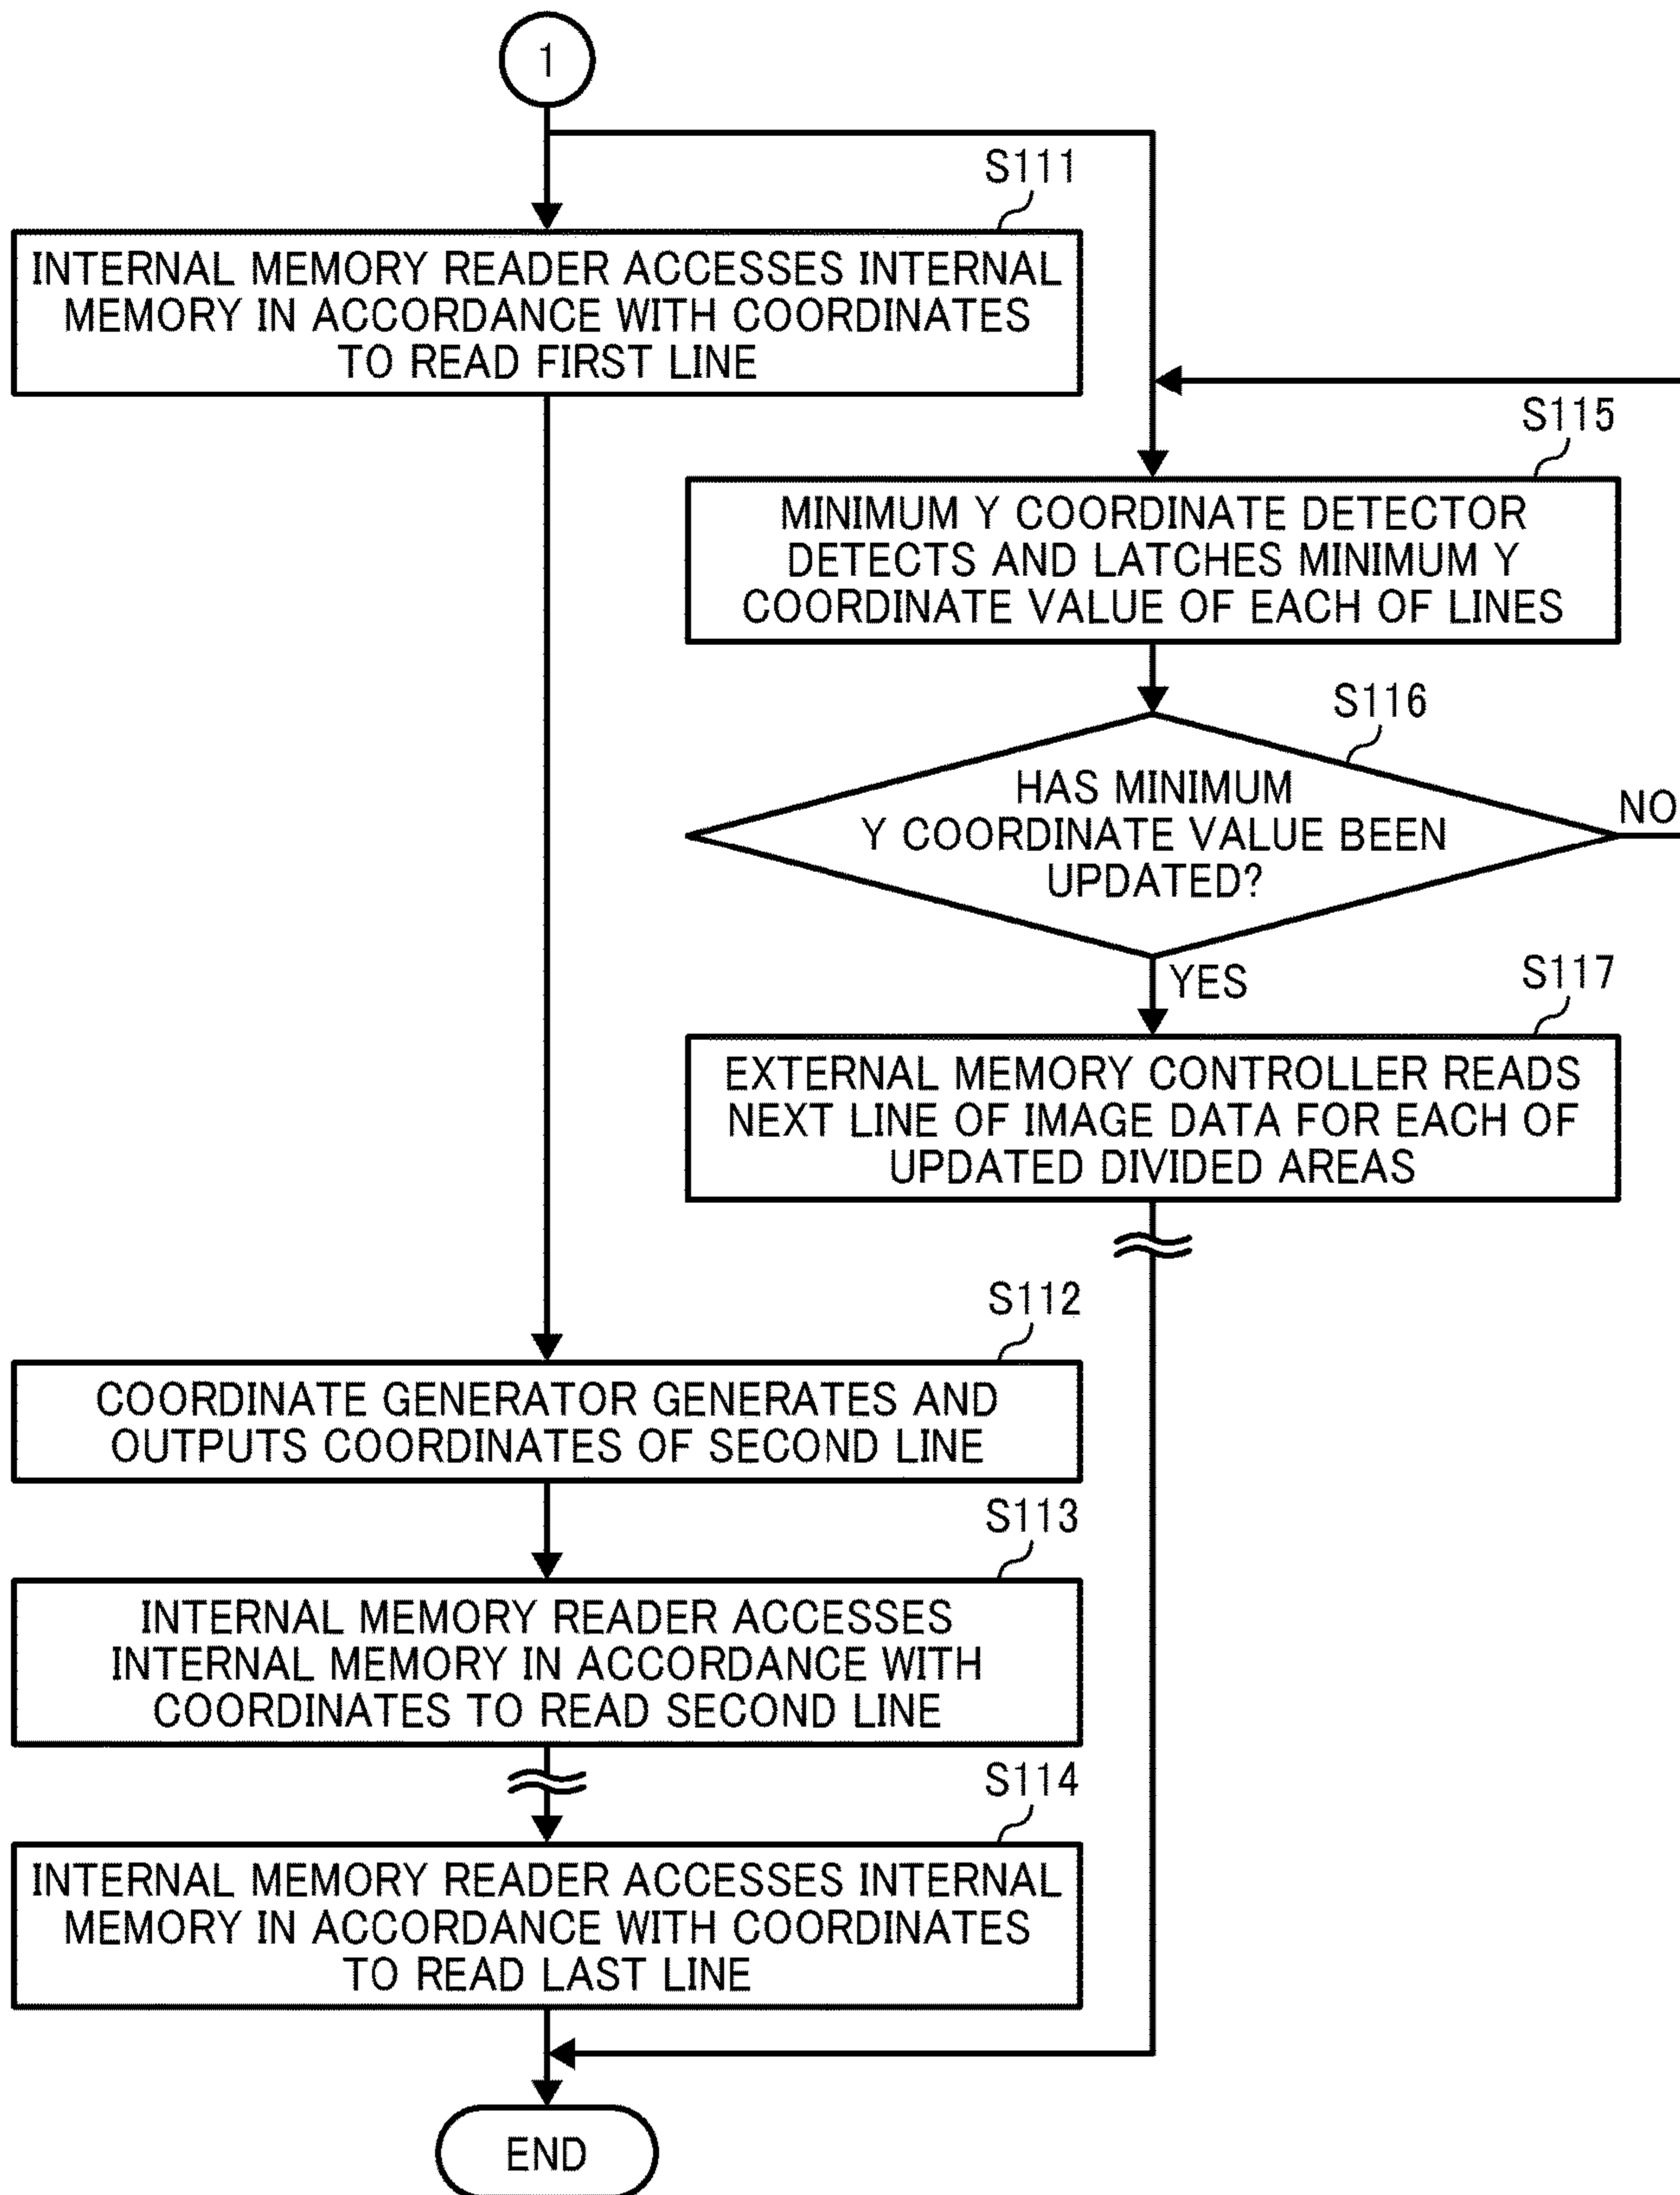 1
S111
INTERNAL MEMORY READER ACCESSES INTERNAL
MEMORY IN ACCORDANCE WITH COORDINATES
TO READ FIRST LINE
S115
MINIMUM Y COORDINATE DETECTOR
DETECTS AND LATCHES MINIMUM Y
COORDINATE VALUE OF EACH OF LINES
S116
HAS MINIMUM
Y COORDINATE VALUE BEEN
UPDATED?
NO
YES
S117
EXTERNAL MEMORY CONTROLLER READS
NEXT LINE OF IMAGE DATA FOR EACH OF
UPDATED DIVIDED AREAS
S112
COORDINATE GENERATOR GENERATES AND
OUTPUTS COORDINATES OF SECOND LINE
S113
INTERNAL MEMORY READER ACCESSES
INTERNAL MEMORY IN ACCORDANCE WITH
COORDINATES TO READ SECOND LINE
S114
INTERNAL MEMORY READER ACCESSES INTERNAL
MEMORY IN ACCORDANCE WITH COORDINATES
TO READ LAST LINE
END